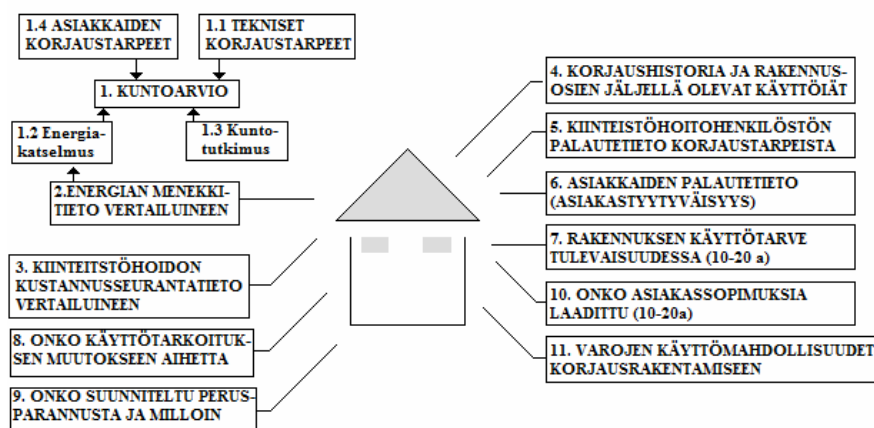 1.4 ASIAKKAIDEN
KORJAUSTARPEET
1.1 TEKNISET
KORJAUSTARPEET
1. KUNTOARVIO
1.2 Energia-
katselmus
1.3 Kunto-
tutkimus
2.ENERGIAN MENEKKI-
TIETO VERTAILUINEEN
3. KIINTEITSTÖHOIDON
KUSTANNUSSEURANTATIETO
VERTAILUINEEN
8. ONKO KÄYTTÖTARKOITUK-
SEN MUUTOKSEEN AIHETTA
9. ONKO SUUNNITELTU PERUS-
PARANNUSTA JA MILLOIN
4. KORJAUSHISTORIA JA RAKENNUS-
OSIEN JÄLJELLÄ OLEVAT KÄYTTÖIÄT
5. KIINTEISTÖHOITOHENKILÖSTÖN
PALAUTETIETO KORJAUSTARPEISTA
6. ASIAKKAIDEN PALAUTETIETO
(ASIAKASTYYTYVÄISYYS)
7. RAKENNUKSEN KÄYTTÖTARVE
TULEVAISUUDESSA (10-20 a)
10. ONKO ASIAKASSOPIMUKSIA
LAADITTU (10-20a)
11. VAROJEN KÄYTTÖMAHDOLLISUUDET
KORJAUSRAKENTAMISEEN